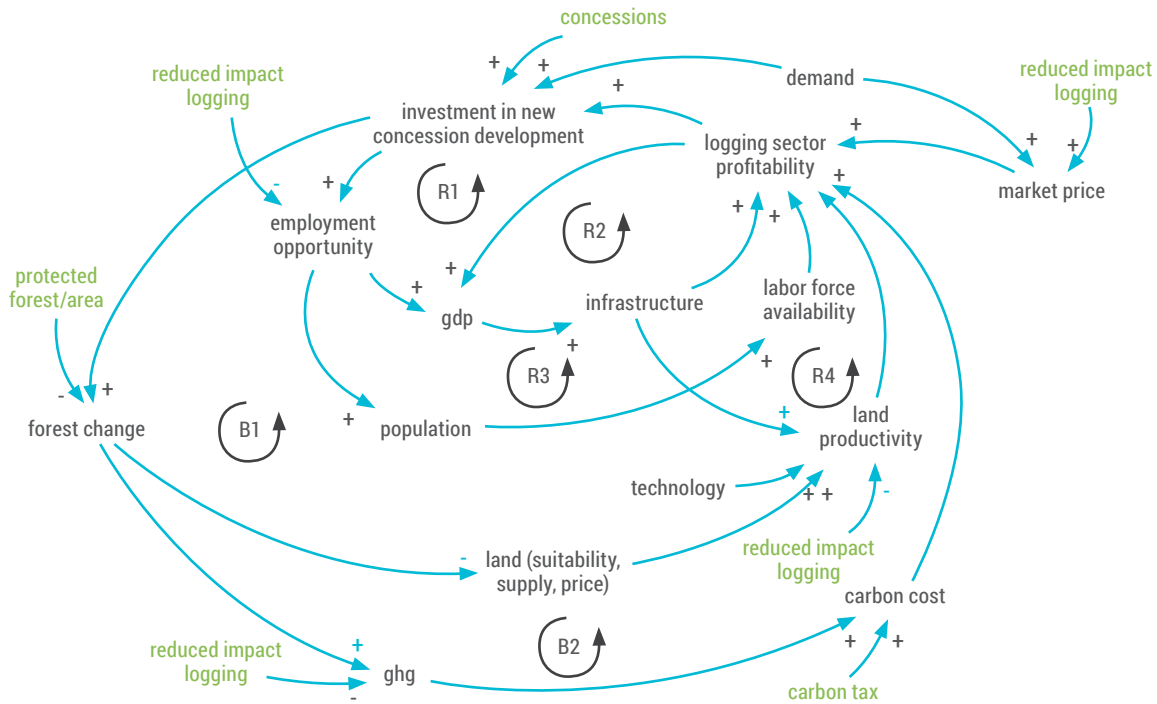 concessions
reduced impact
logging
demand
reduced impact
logging
+
+
+
investment in new
concession development
+
+
+
logging sector
profitability
+
market price
-
+
R1
+
employment
opportunity
R2
+
+
protected
forest/area
+
+
gdp
infrastructure
labor force
availability
+
R3
+
R4
-
+
forest change
B1
+
population
+
land
productivity
technology
+
+
-
reduced impact
logging
-
land (suitability,
supply, price)
carbon cost
B2
+
+
reduced impact
logging
+
-
ghg
carbon tax